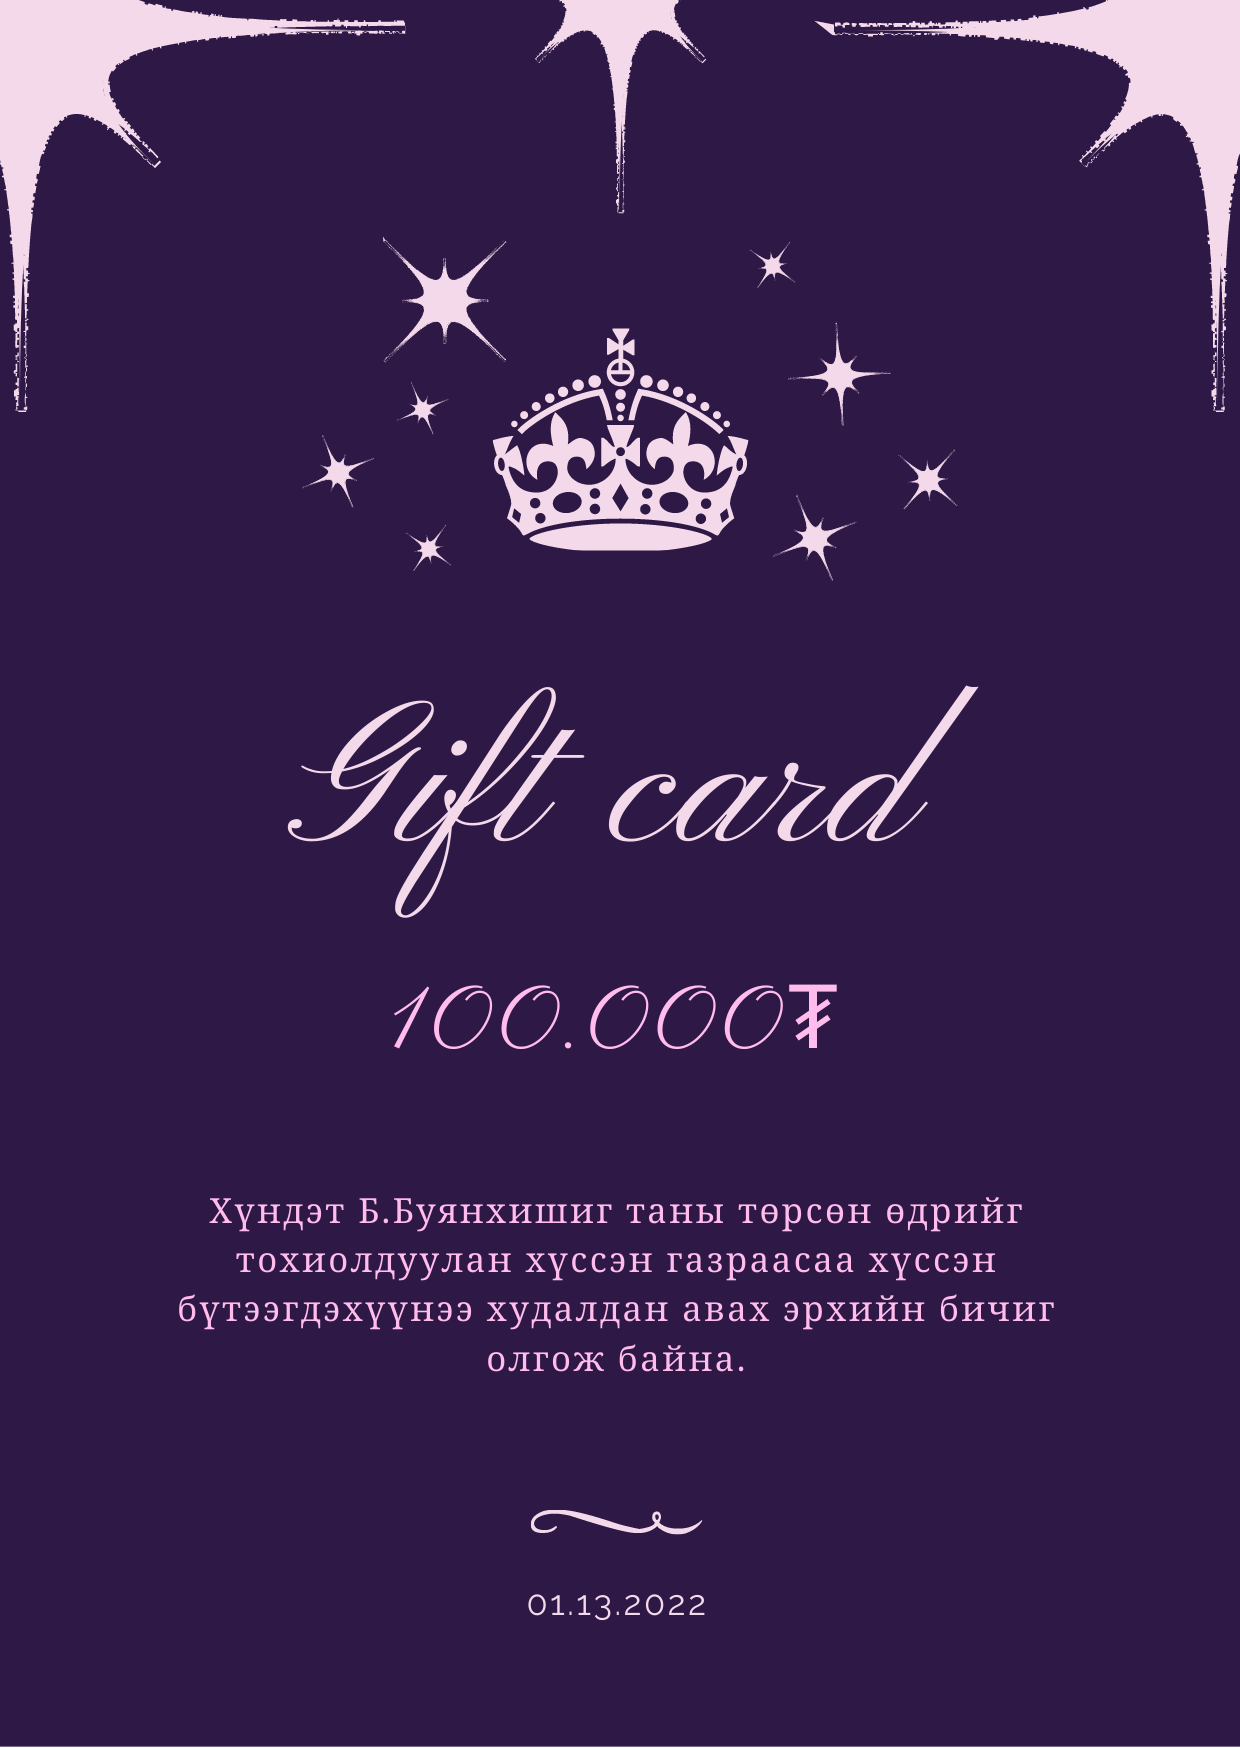 Gift card
100.000₮
Хүндэт Б.Буянхишиг таны төрсөн өдрийг
тохиолдуулан хүссэн газраасаа хүссэн
бүтээгдэхүүнээ худалдан авах эрхийн бичиг
олгож байна.
01.13.2022